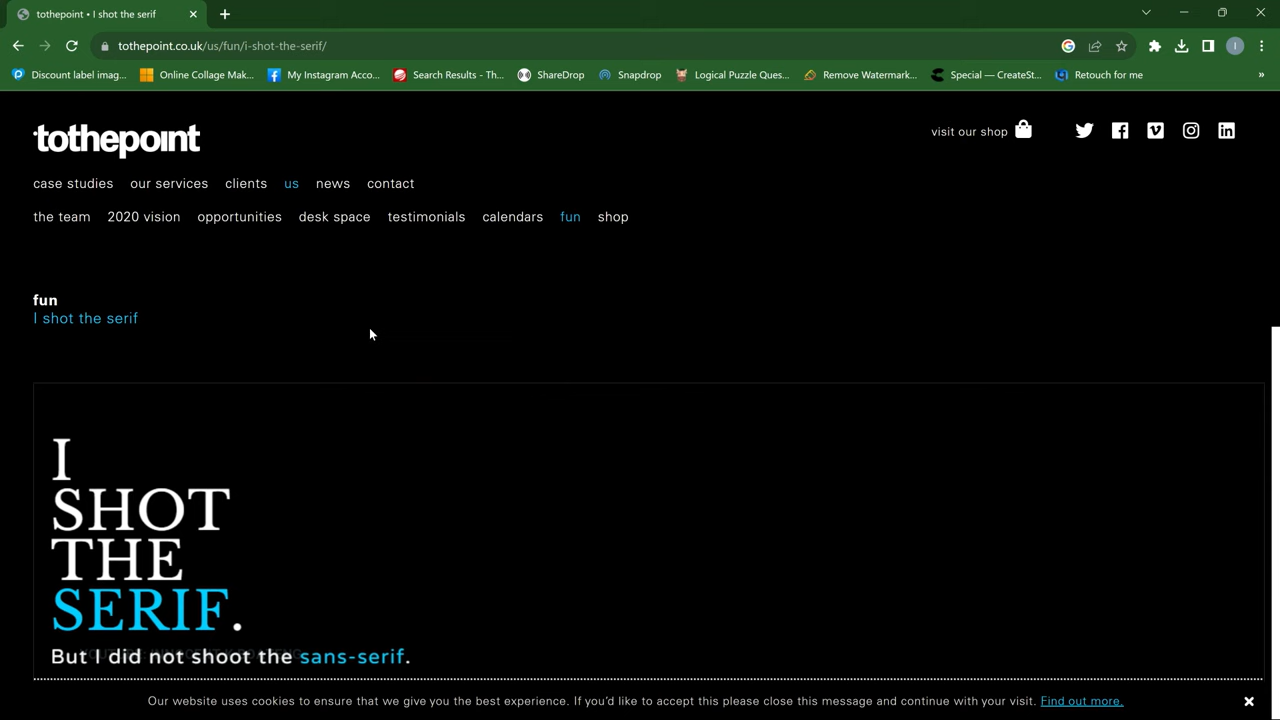 tothepoint • I shot the serif
tothepoint.co.uk/us/fun/i-shot-the-serif/
Discount label imag... Online Collage Mak... My Instagram Acco... Search Results - Th... ShareDrop Snapdrop Logical Puzzle Ques... Remove Watermark... Special — CreateSt... Retouch for me »
tothepoint
visit our shop
case studies our services clients us news contact
the team 2020 vision opportunities desk space testimonials calendars fun shop
fun
I shot the serif
I
SHOT
THE
SERIF.
But I did not shoot the sans-serif.
Our website uses cookies to ensure that we give you the best experience. If you'd like to accept this please close this message and continue with your visit. Find out more.